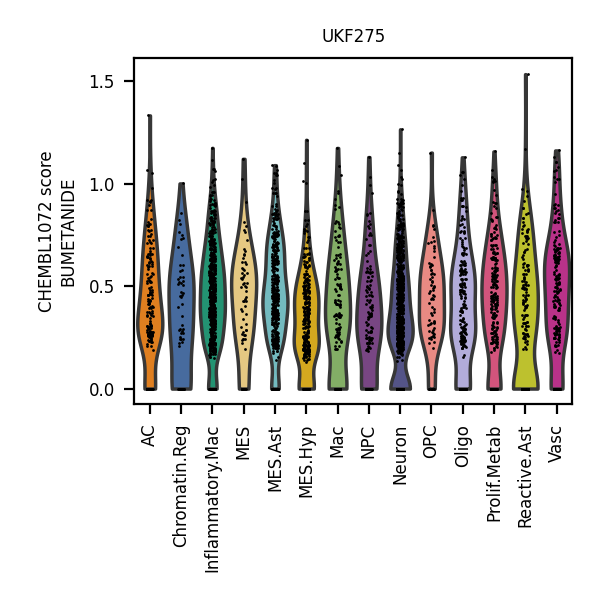 UKF275
CHEMBL1072 score
BUMETANIDE
1.5
1.0
0.5
0.0
AC
Chromatin.Reg
Inflammatory.Mac
MES
MES.Ast
MES.Hyp
Mac
NPC
Neuron
OPC
Oligo
Prolif.Metab
Reactive.Ast
Vasc